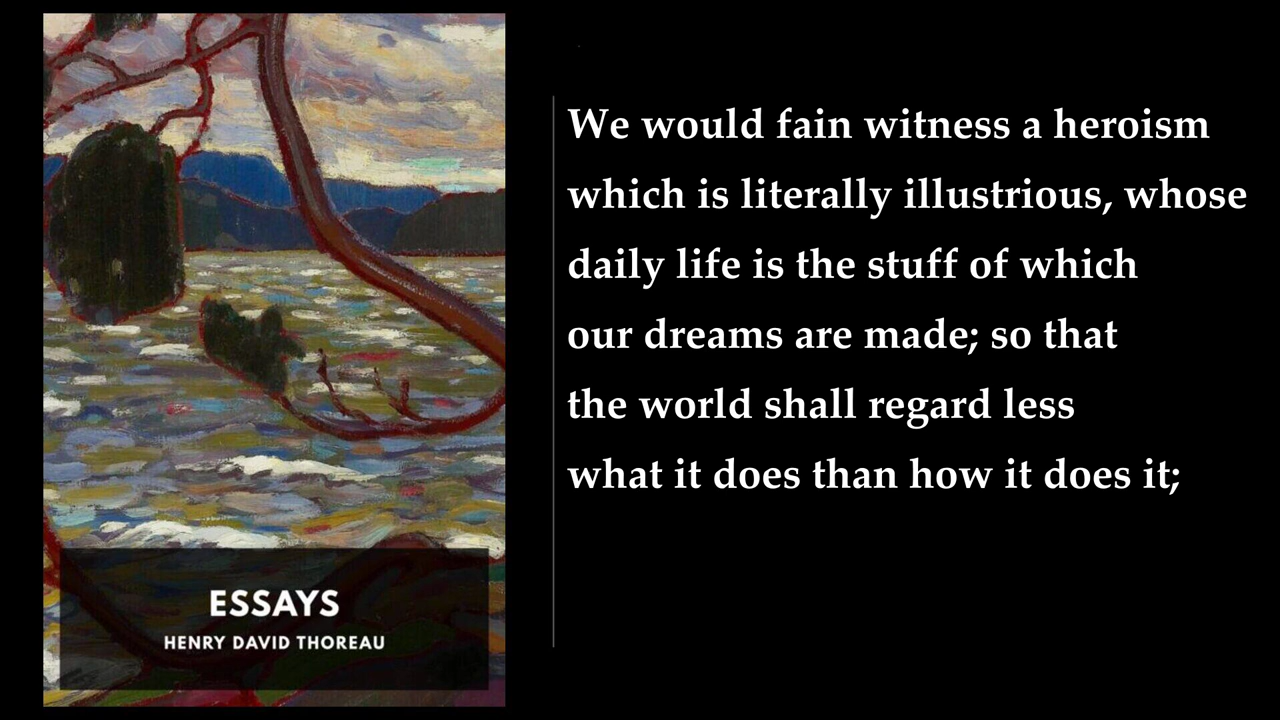 We would fain witness a heroism
which is literally illustrious, whose
daily life is the stuff of which
our dreams are made; so that
the world shall regard less
what it does than how it does it;
ESSAYS
HENRY DAVID THOREAU